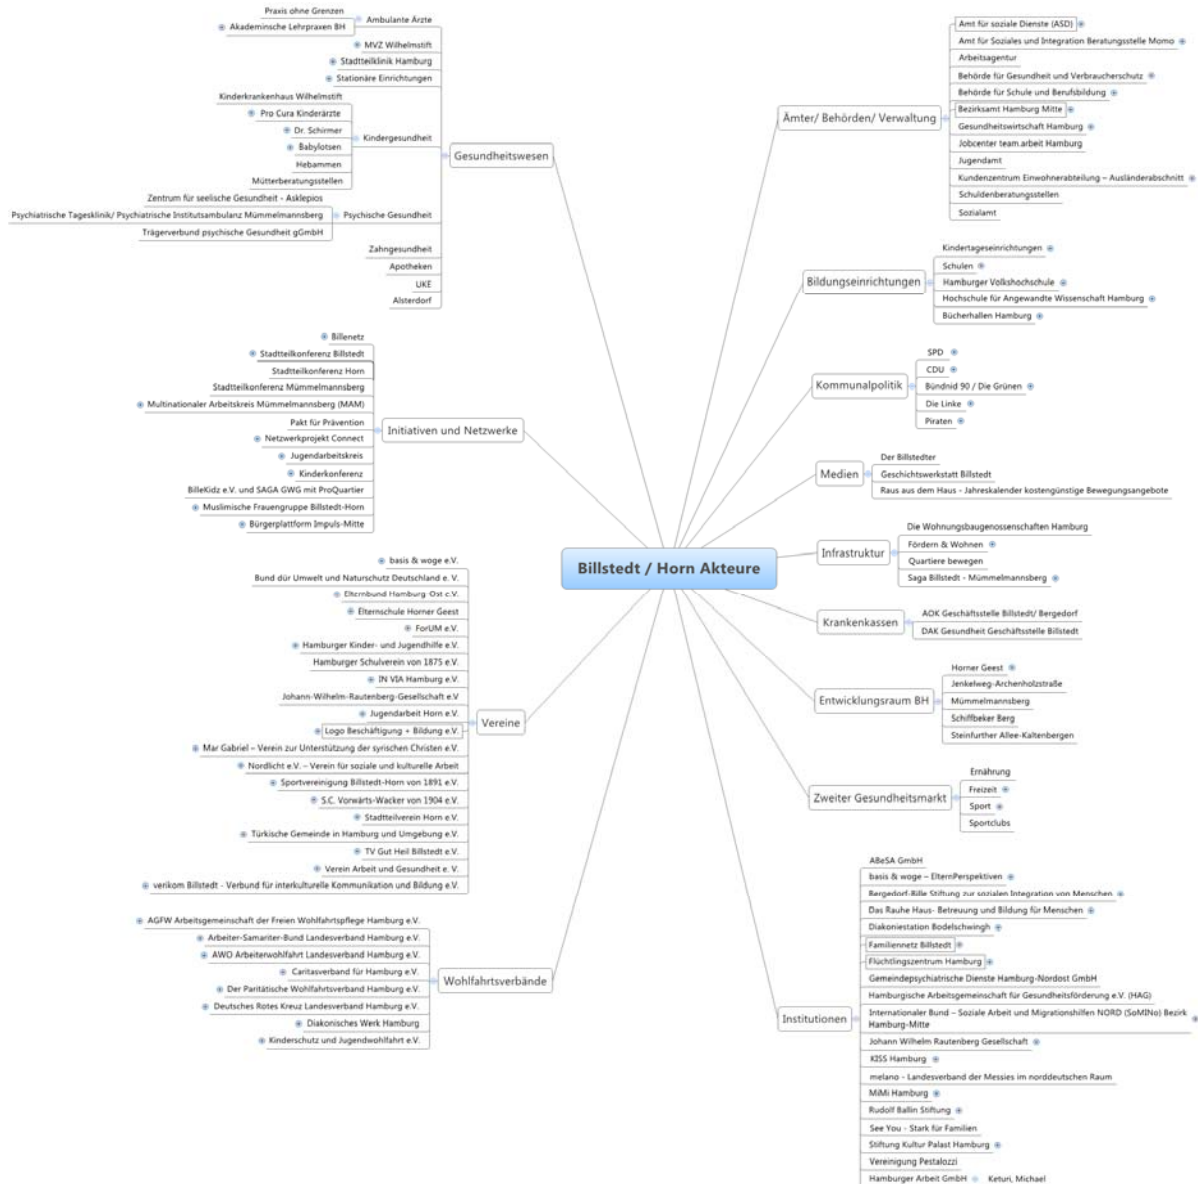 Praxis ohne Grenzen
Akademinsche Lehrpraxen BH
Ambulante Ärzte
MVZ Wilhelmstift
Stadtteilklinik Hamburg
Stationäre Einrichtungen
Kinderkrankenhaus Wilhelmstift
Pro Cura Kinderärzte
Dr. Schirmer
Babylotsen
Hebammen
Mütterberatungsstellen
Kindergesundheit
Zentrum für seelische Gesundheit - Asklepios
Psychiatrische Tagesklinik/ Psychiatrische Institutsambulanz Mümmelmannsberg
Trägerverbund psychische Gesundheit gGmbH
Psychische Gesundheit
Zahngesundheit
Apotheken
UKE
Alsterdorf
Gesundheitswesen
Billenetz
Stadtteilkonferenz Billstedt
Stadtteilkonferenz Horn
Stadtteilkonferenz Mümmelmannsberg
Multinationaler Arbeitskreis Mümmelmannsberg (MAM)
Pakt für Prävention
Netzwerkprojekt Connect
Jugendarbeitskreis
Kinderkonferenz
BilleKidz e.V. und SAGA GWG mit ProQuartier
Muslimische Frauengruppe Billstedt-Horn
Bürgerplattform Impuls-Mitte
Initiativen und Netzwerke
basis & woge e.V.
Bund dür Umwelt und Naturschutz Deutschland e. V.
Elternbund Hamburg Ost e.V.
Elternschule Horner Geest
ForUM e.V.
Hamburger Kinder- und Jugendhilfe e.V.
Hamburger Schulverein von 1875 e.V.
IN VIA Hamburg e.V.
Johann-Wilhelm-Rautenberg-Gesellschaft e.V
Jugendarbeit Horn e.V.
Logo Beschäftigung + Bildung e.V.
Mar Gabriel – Verein zur Unterstützung der syrischen Christen e.V.
Nordlicht e.V. – Verein für soziale und kulturelle Arbeit
Sportvereinigung Billstedt-Horn von 1891 e.V.
S.C. Vorwärts-Wacker von 1904 e.V.
Stadtteilverein Horn e.V.
Türkische Gemeinde in Hamburg und Umgebung e.V.
TV Gut Heil Billstedt e.V.
Verein Arbeit und Gesundheit e. V.
verikom Billstedt - Verbund für interkulturelle Kommunikation und Bildung e.V.
Vereine
AGFW Arbeitsgemeinschaft der Freien Wohlfahrtspflege Hamburg e.V.
Arbeiter-Samariter-Bund Landesverband Hamburg e.V.
AWO Arbeiterwohlfahrt Landesverband Hamburg e.V.
Caritasverband für Hamburg e.V.
Der Paritätische Wohlfahrtsverband Hamburg e.V.
Deutsches Rotes Kreuz Landesverband Hamburg e.V.
Diakonisches Werk Hamburg
Kinderschutz und Jugendwohlfahrt e.V.
Wohlfahrtsverbände
Billstedt / Horn Akteure
Ämter/ Behörden/ Verwaltung
Amt für soziale Dienste (ASD)
Amt für Soziales und Integration Beratungsstelle Momo
Arbeitsagentur
Behörde für Gesundheit und Verbraucherschutz
Behörde für Schule und Berufsbildung
Bezirksamt Hamburg Mitte
Gesundheitswirtschaft Hamburg
Jobcenter team.arbeit Hamburg
Jugendamt
Kundenzentrum Einwohnerabteilung – Ausländerabschnitt
Schuldenberatungsstellen
Sozialamt
Bildungseinrichtungen
Kindertageseinrichtungen
Schulen
Hamburger Volkshochschule
Hochschule für Angewandte Wissenschaft Hamburg
Bücherhallen Hamburg
Kommunalpolitik
SPD
CDU
Bündnid 90 / Die Grünen
Die Linke
Piraten
Medien
Der Billstedter
Geschichtswerkstatt Billstedt
Raus aus dem Haus - Jahreskalender kostengünstige Bewegungsangebote
Infrastruktur
Die Wohnungsbaugenossenschaften Hamburg
Fördern & Wohnen
Quartiere bewegen
Saga Billstedt - Mümmelmannsberg
Krankenkassen
AOK Geschäftsstelle Billstedt/ Bergedorf
DAK Gesundheit Geschäftsstelle Billstedt
Entwicklungsraum BH
Horner Geest
Jenkelweg-Archenholzstraße
Mümmelmannsberg
Schiffbeker Berg
Steinfurther Allee-Kaltenbergen
Zweiter Gesundheitsmarkt
Ernährung
Freizeit
Sport
Sportclubs
Institutionen
ABeSA GmbH
basis & woge – ElternPerspektiven
Bergedorf-Bille Stiftung zur sozialen Integration von Menschen
Das Rauhe Haus- Betreuung und Bildung für Menschen
Diakoniestation Bodelschwingh
Familiennetz Billstedt
Flüchtlingszentrum Hamburg
Gemeindepsychiatrische Dienste Hamburg-Nordost GmbH
Hamburgische Arbeitsgemeinschaft für Gesundheitsförderung e.V. (HAG)
Internationaler Bund – Soziale Arbeit und Migrationshilfen NORD (SoMINo) Bezirk
Hamburg-Mitte
Johann Wilhelm Rautenberg Gesellschaft
KISS Hamburg
melano - Landesverband der Messies im norddeutschen Raum
MiMi Hamburg
Rudolf Ballin Stiftung
See You - Stark für Familien
Stiftung Kultur Palast Hamburg
Vereinigung Pestalozzi
Hamburger Arbeit GmbH
Keturi, Michael